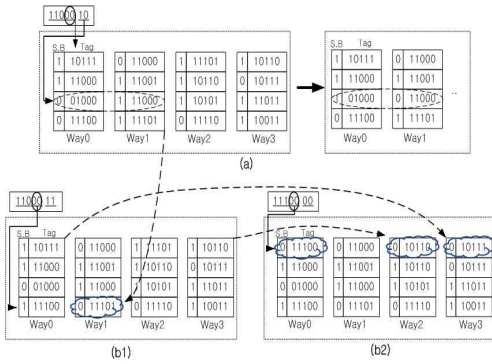 11000 10
S.B Tag
1 10111 0 11000 1 11101 1 10110
1 11000 1 11001 1 10110 0 10111
0 01000 1 11000 1 10101 1 11011
0 11100 1 11101 0 11110 1 10011
Way0 Way1 Way2 Way3
S.B Tag
1 10111 0 11000
1 11000 1 11001
0 01000 0 11000 ..
0 11100 1 11101
Way0 Way1
(a)
11100 11
S.B Tag
1 10111 0 11000 1 11101 1 10110
1 11000 1 11001 1 10110 0 10111
0 01000 0 11000 1 10101 1 11011
1 11100 1 11110 1 10011
Way0 Way1 Way2 Way3
(b1)
11100 00
S.B Tag
0 11100 0 11000 0 10110 0 10111
1 11000 1 11001 1 10110
0 01000 0 11000 1 10101 1 11011
1 11100 1 11101 0 11110 1 10011
Way0 Way1 Way2 Way3
(b2)